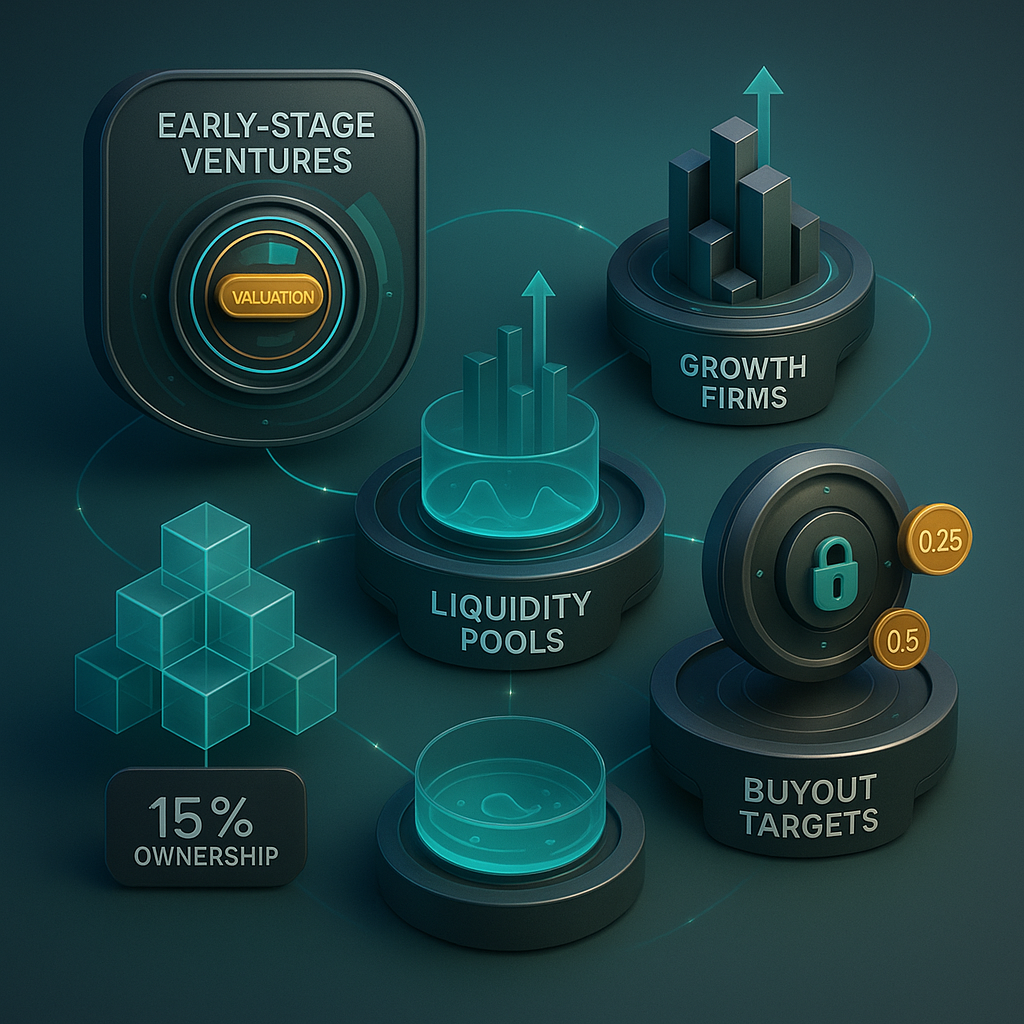 EARLY-STAGE
VENTURES
VALUATION
GROWTH
FIRMS
LIQUIDITY
POOLS
0.25
0.5
BUYOUT
TARGETS
15%
OWNERSHIP